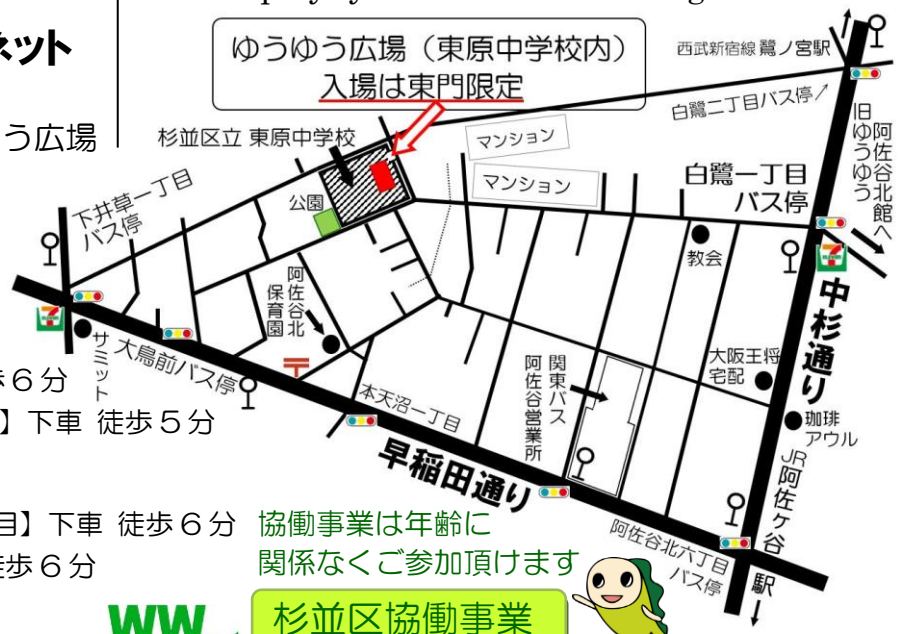 ネット
う広場
ゆうゆう広場（東原中学校内）
入場は東門限定
西武新宿線 鷺ノ宮駅
白鷺二丁目バス停
旧ゆうゆう
阿佐谷北館へ
杉並区立 東原中学校
マンション
マンション
白鷺一丁目
バス停
下井草一丁目
バス停
公園
教会
阿佐谷北
保育園
中杉通り
サミット
大鳥前バス停
大阪王将
宅配
関東バス
阿佐谷営業所
本天沼一丁目
珈琲
アウル
早稲田通り
JR阿佐ケ谷駅
阿佐谷北六丁目
バス停
歩６分
】下車 徒歩５分
目】下車 徒歩６分
徒歩６分
協働事業は年齢に
関係なくご参加頂けます
ww
杉並区協働事業